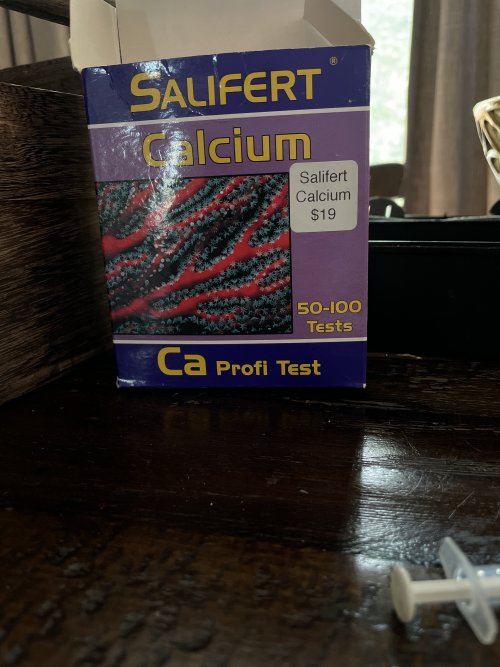 SALIFERT®
Calcium
Salifert
Calcium
$19
50-100
Tests
Ca Profi Test